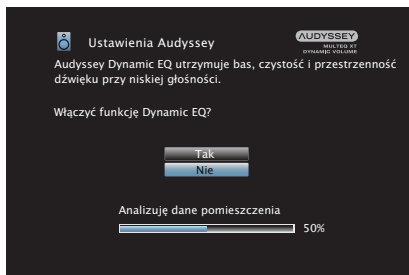 Ustawienia Audyssey
AUDYSSEY
MULTEQ XT
DYNAMIC VOLUME
Audyssey Dynamic EQ utrzymuje bas, czystość i przestrzenność
dźwięku przy niskiej głośności.
Włączyć funkcję Dynamic EQ?
Tak
Nie
Analizuję dane pomieszczenia
50%